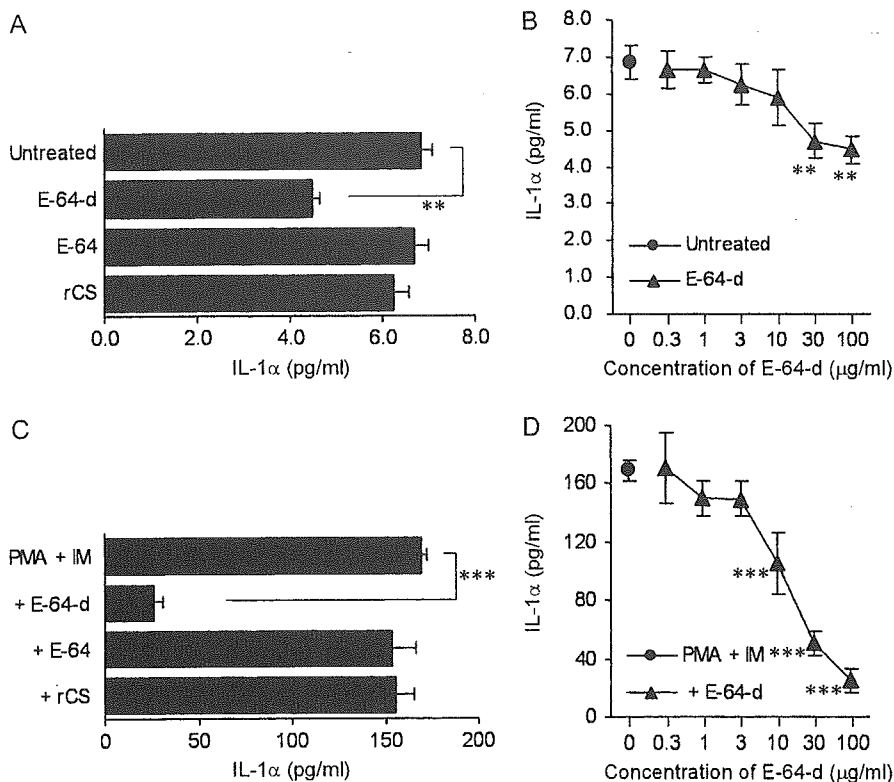 A
Untreated
E-64-d
E-64
rCS
**
0.0 2.0 4.0 6.0 8.0
IL-1α (pg/ml)
B
IL-1α (pg/ml)
8.0
7.0
6.0
5.0
4.0
3.0
2.0
1.0
0.0
** **
Untreated
E-64-d
0 0.3 1 3 10 30 100
Concentration of E-64-d (μg/ml)
C
PMA + IM
+ E-64-d
+ E-64
+ rCS
***
0 50 100 150 200
IL-1α (pg/ml)
D
IL-1α (pg/ml)
200
160
120
80
40
0
***
***
***
PMA + IM
+ E-64-d
0 0.3 1 3 10 30 100
Concentration of E-64-d (μg/ml)